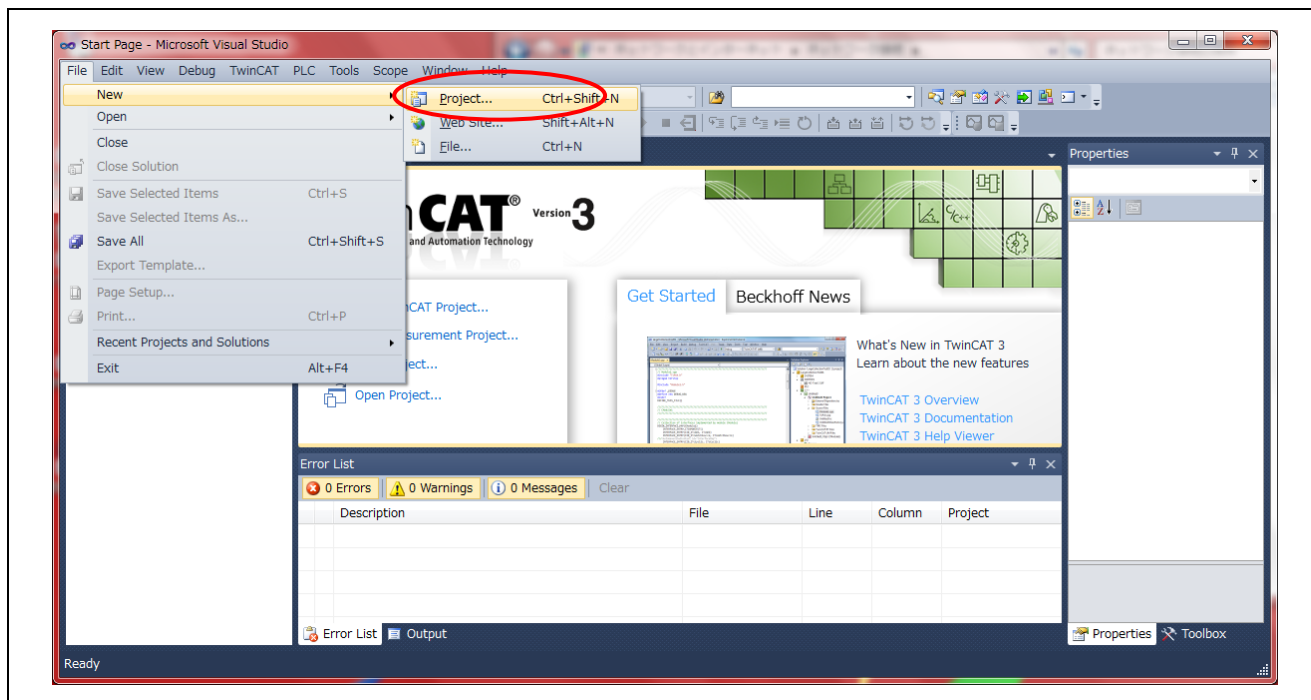 Start Page - Microsoft Visual Studio
File Edit View Debug TwinCAT PLC Tools Scope Window Help
New
Open
Close
Close Solution
Save Selected Items Ctrl+S
Save Selected Items As...
Save All Ctrl+Shift+S
Export Template...
Page Setup...
Print... Ctrl+P
Recent Projects and Solutions
Exit Alt+F4
Project... Ctrl+Shift+N
Web Site... Shift+Alt+N
File... Ctrl+N
CAT® Version 3
and Automation Technology
CAT Project...
surement Project...
ect...
Open Project...
Get Started Beckhoff News
What's New in TwinCAT 3
Learn about the new features
TwinCAT 3 Overview
TwinCAT 3 Documentation
TwinCAT 3 Help Viewer
C/C++
Properties
Error List
0 Errors 0 Warnings 0 Messages Clear
Description File Line Column Project
Error List Output
Properties Toolbox
Ready